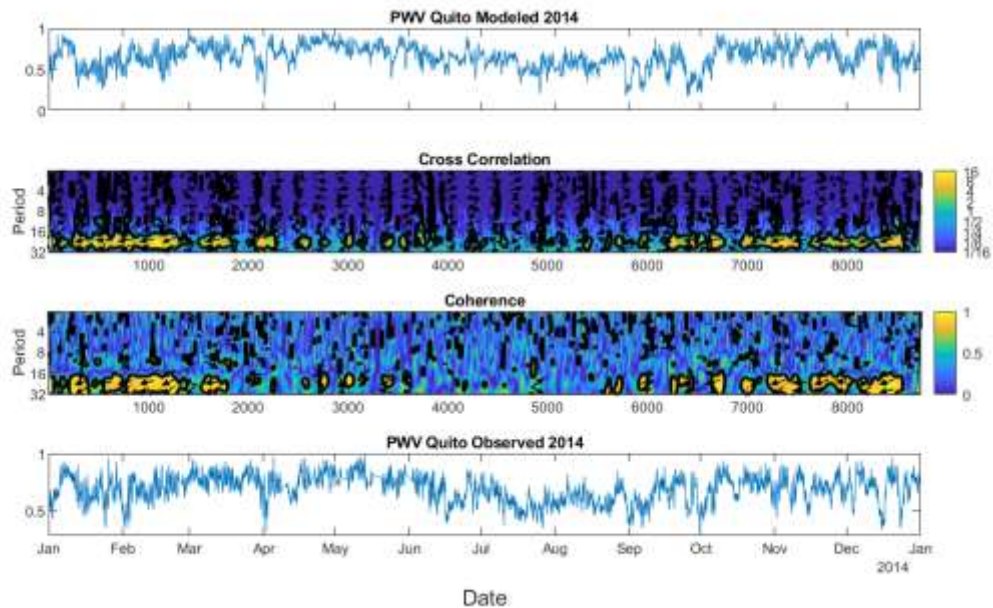 PWV Quito Modeled 2014
1
0.5
0
Cross Correlation
Period
4
8
16
32
1/16
1000 2000 3000 4000 5000 6000 7000 8000
Coherence
Period
4
8
16
32
1
0.5
0
1000 2000 3000 4000 5000 6000 7000 8000
PWV Quito Observed 2014
1
0.5
Jan Feb Mar Apr May Jun Jul Aug Sep Oct Nov Dec Jan
2014
Date